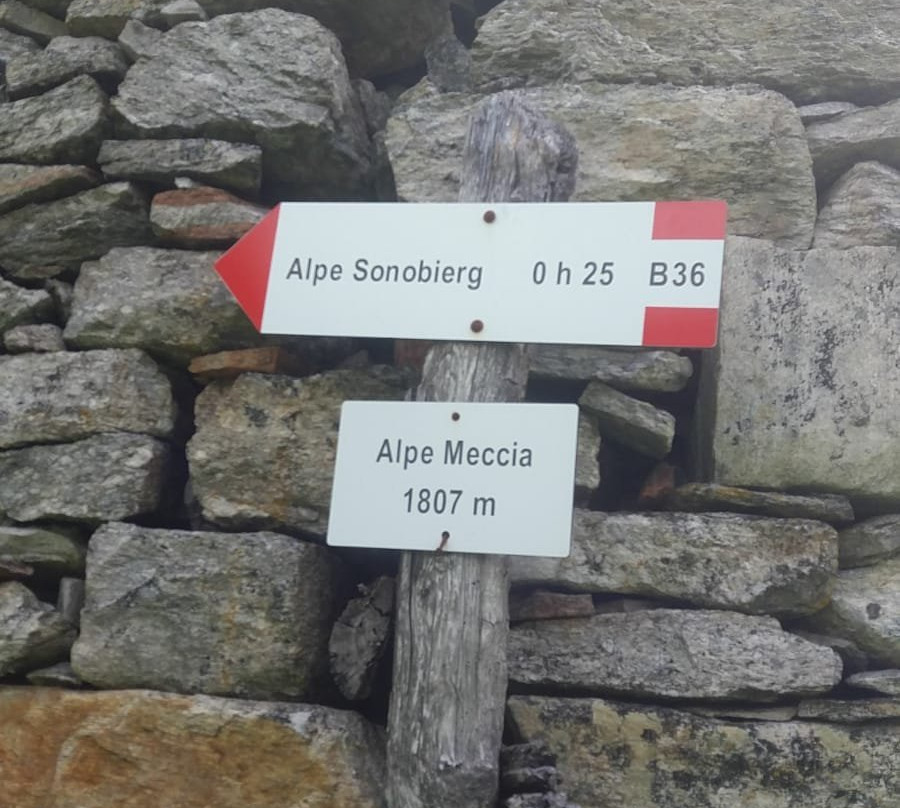 Alpe Sonobierg 0 h 25 B36
Alpe Meccia
1807 m